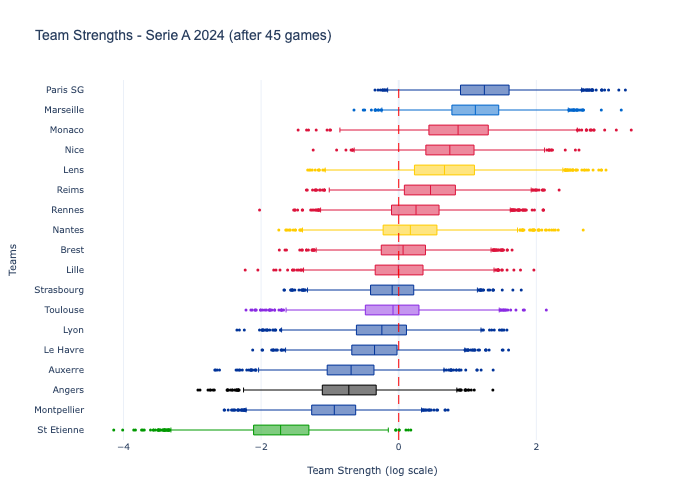 Team Strengths - Serie A 2024 (after 45 games)
Teams
Paris SG
Marseille
Monaco
Nice
Lens
Reims
Rennes
Nantes
Brest
Lille
Strasbourg
Toulouse
Lyon
Le Havre
Auxerre
Angers
Montpellier
St Etienne
−4 −2 0 2
Team Strength (log scale)